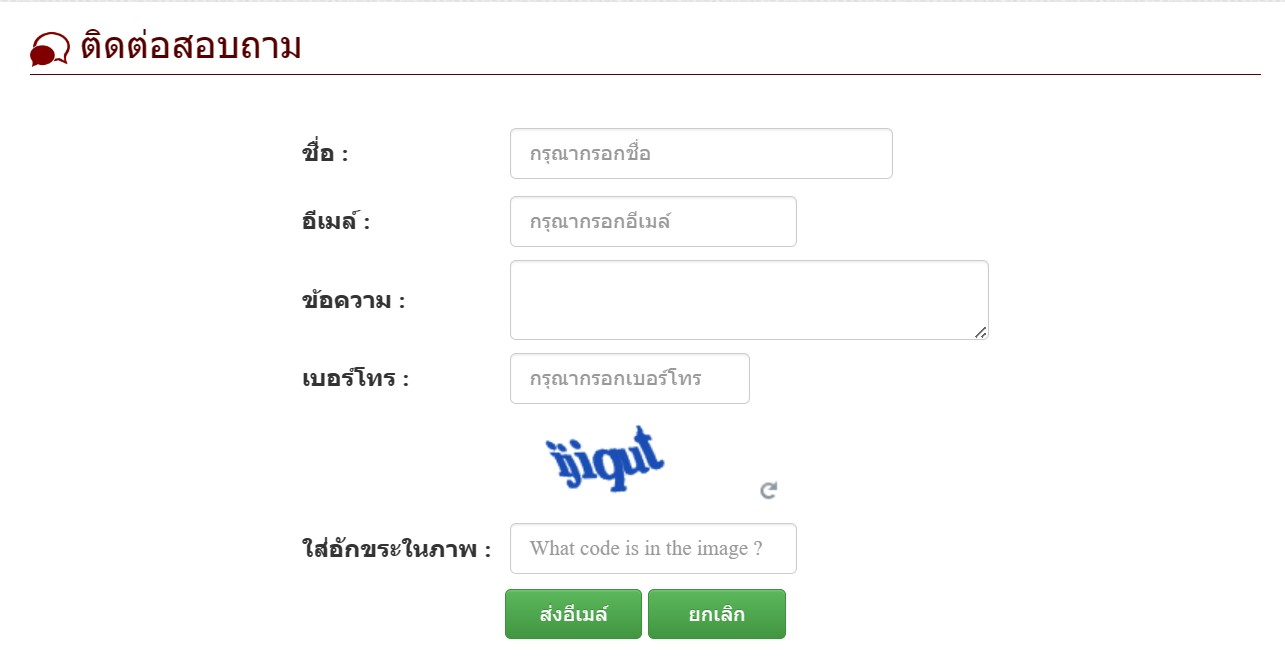 ติดต่อสอบถาม
ชื่อ : กรุณากรอกชื่อ
อีเมล์ : กรุณากรอกอีเมล์
ข้อความ :
เบอร์โทร : กรุณากรอกเบอร์โทร
ใส่อักขระในภาพ : What code is in the image ?
ส่งอีเมล์ ยกเลิก